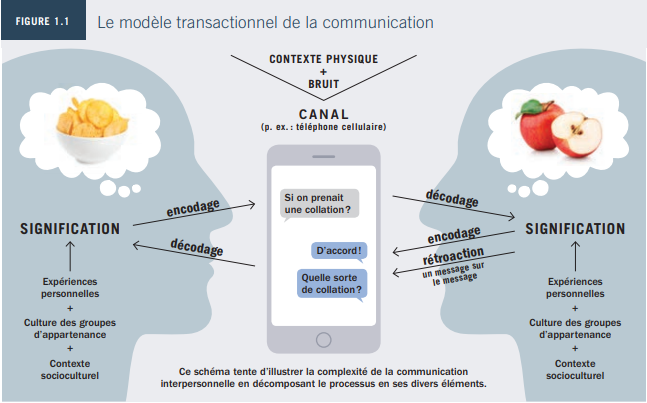 FIGURE 1.1
Le modèle transactionnel de la communication
CONTEXTE PHYSIQUE
+
BRUIT
CANAL
(p. ex. : téléphone cellulaire)
Si on prenait
une collation ?
D'accord !
Quelle sorte
de collation ?
encodage
décodage
décodage
encodage
rétroaction
un message sur
le message
SIGNIFICATION
Expériences
personnelles
+
Culture des groupes
d'appartenance
+
Contexte
socioculturel
SIGNIFICATION
Expériences
personnelles
+
Culture des groupes
d'appartenance
+
Contexte
socioculturel
Ce schéma tente d'illustrer la complexité de la communication
interpersonnelle en décomposant le processus en ses divers éléments.